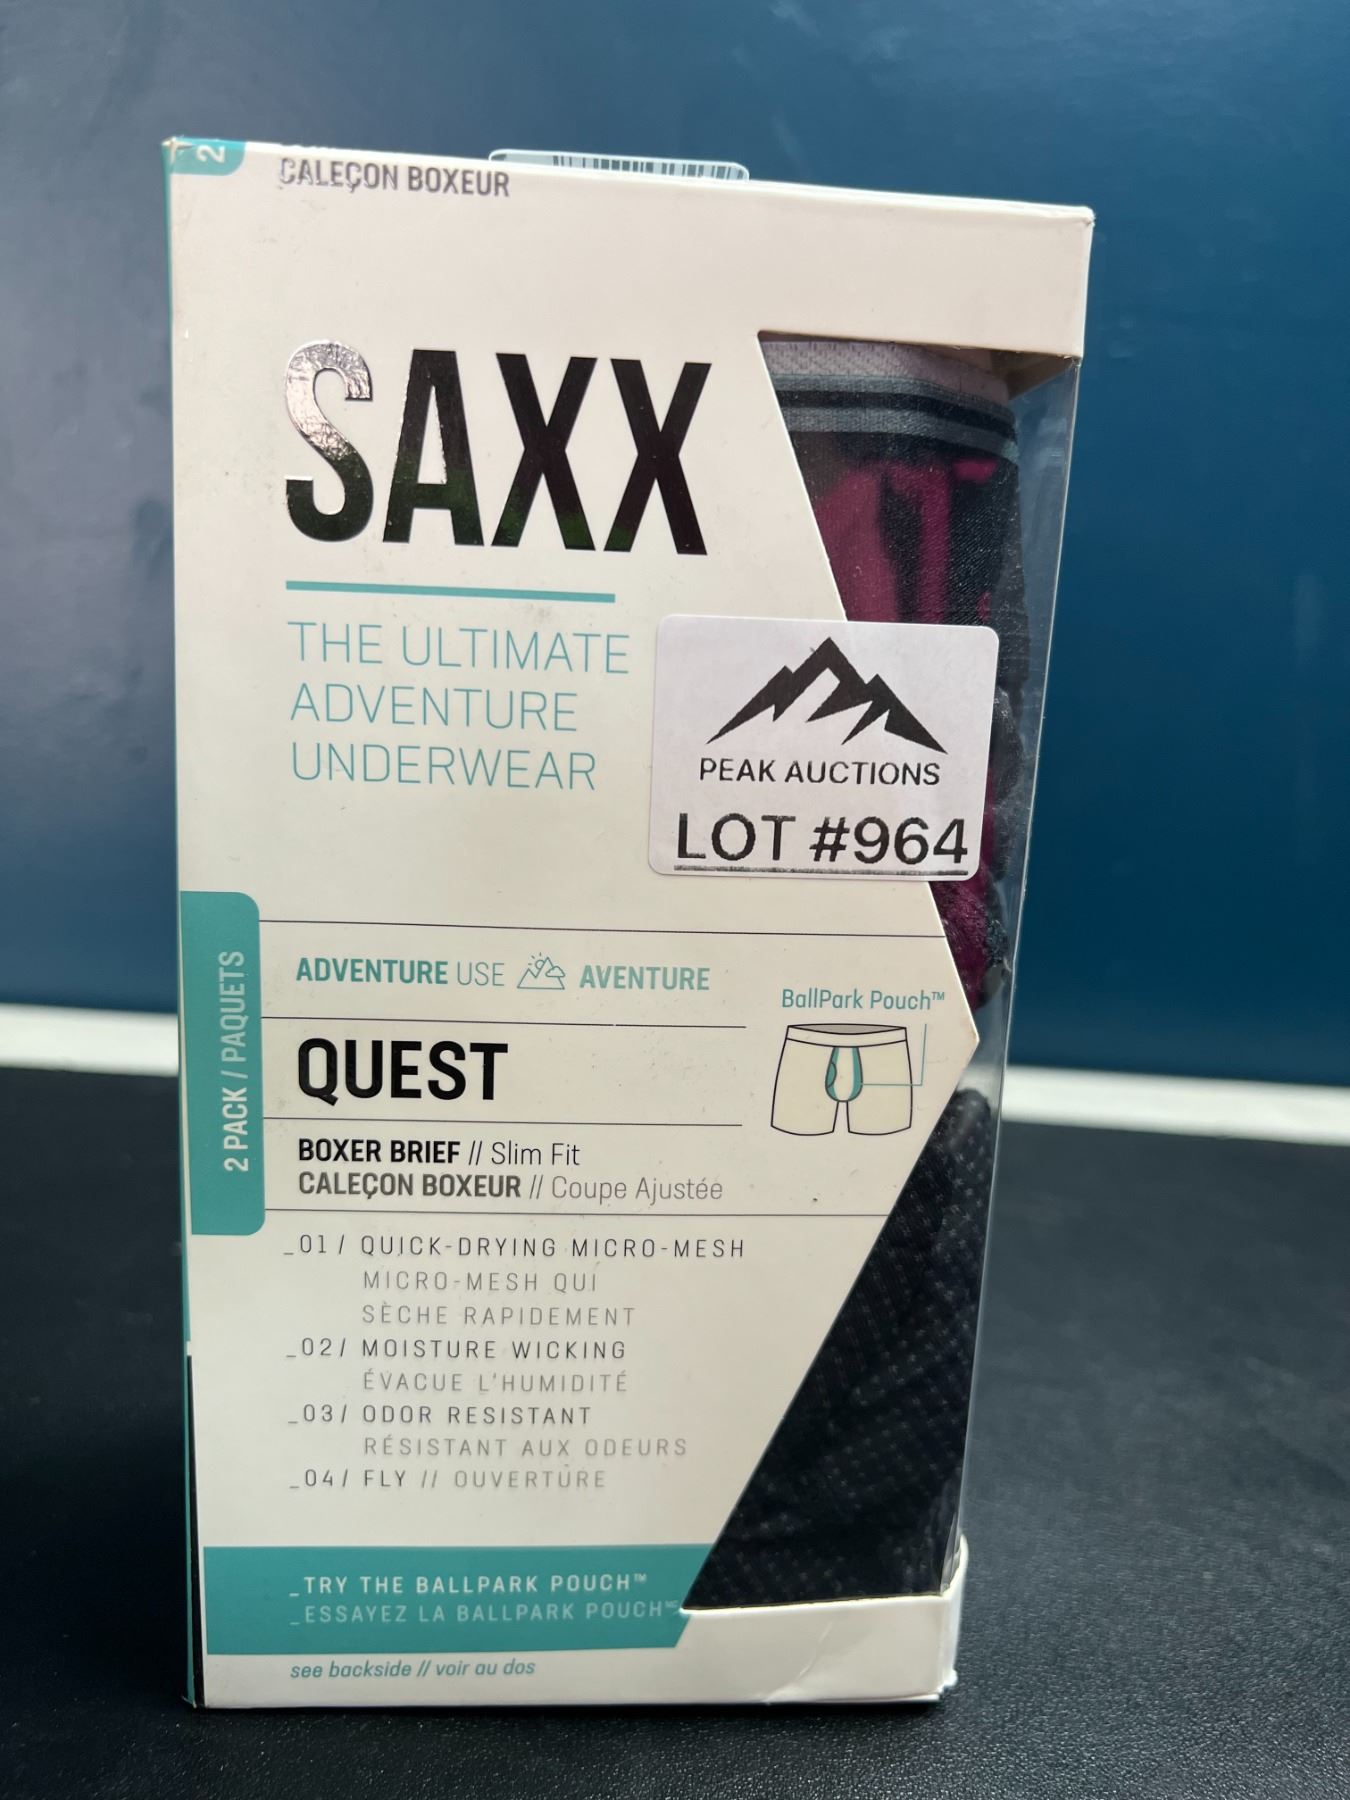 2
CALEÇON BOXEUR
SAXX
THE ULTIMATE
ADVENTURE
UNDERWEAR
PEAK AUCTIONS
LOT #964
2 PACK / PAQUETS
ADVENTURE USE AVENTURE
BallPark Pouch™
QUEST
BOXER BRIEF // Slim Fit
CALEÇON BOXEUR // Coupe Ajustée
_01/ QUICK-DRYING MICRO-MESH
MICRO-MESH QUI
SÈCHE RAPIDEMENT
_02/ MOISTURE WICKING
ÉVACUE L'HUMIDITÉ
_03/ ODOR RESISTANT
RÉSISTANT AUX ODEURS
_04/ FLY // OUVERTURE
_TRY THE BALLPARK POUCH™
_ESSAYEZ LA BALLPARK POUCH MC
see backside // voir au dos